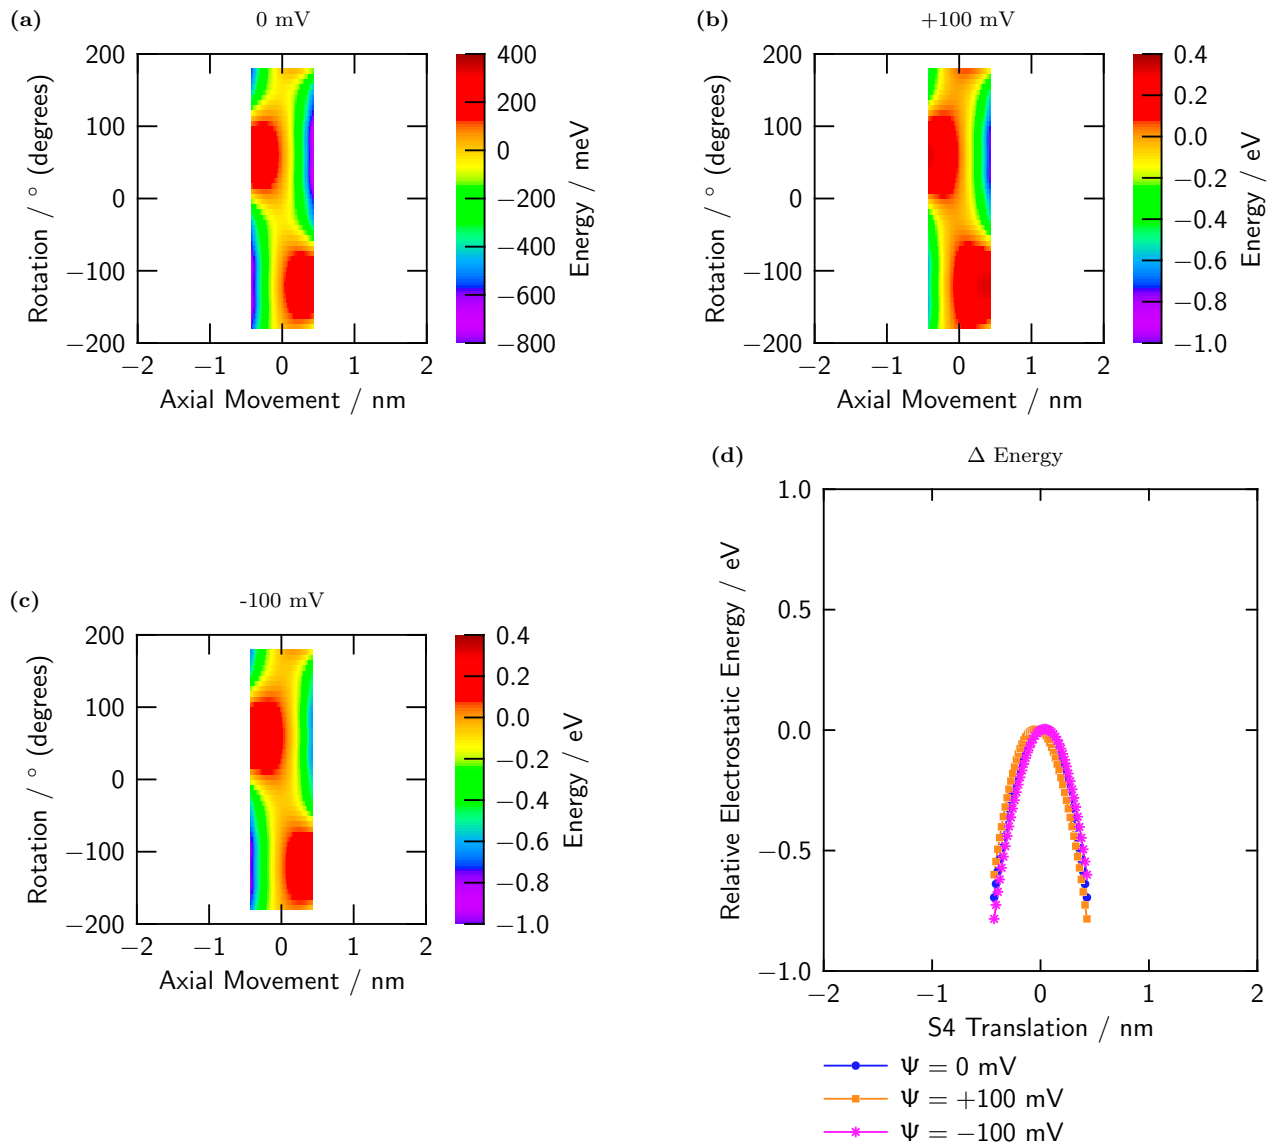 (a)
0 mV
200
100
0
−100
−200
Rotation / ° (degrees)
−2
−1
0
1
2
Axial Movement / nm
400
200
0
−200
−400
−600
−800
Energy / meV
(b)
+100 mV
200
100
0
−100
−200
Rotation / ° (degrees)
−2
−1
0
1
2
Axial Movement / nm
0.4
0.2
0.0
−0.2
−0.4
−0.6
−0.8
−1.0
Energy / eV
(c)
-100 mV
200
100
0
−100
−200
Rotation / ° (degrees)
−2
−1
0
1
2
Axial Movement / nm
0.4
0.2
0.0
−0.2
−0.4
−0.6
−0.8
−1.0
Energy / eV
(d)
Δ Energy
1.0
0.5
0.0
−0.5
−1.0
Relative Electrostatic Energy / eV
−2
−1
0
1
2
S4 Translation / nm
Ψ = 0 mV
Ψ = +100 mV
Ψ = −100 mV